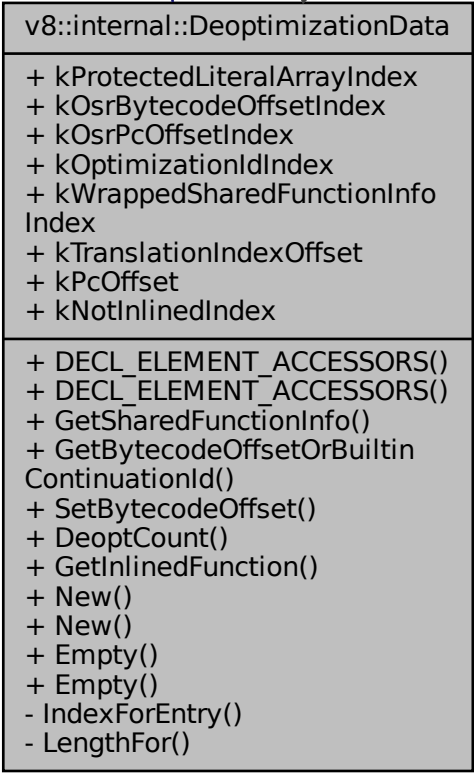 v8::internal::DeoptimizationData
+ kProtectedLiteralArrayIndex
+ kOsrBytecodeOffsetIndex
+ kOsrPcOffsetIndex
+ kOptimizationIdIndex
+ kWrappedSharedFunctionInfo
Index
+ kTranslationIndexOffset
+ kPcOffset
+ kNotInlinedIndex
+ DECL_ELEMENT_ACCESSORS()
+ DECL_ELEMENT_ACCESSORS()
+ GetSharedFunctionInfo()
+ GetBytecodeOffsetOrBuiltin
ContinuationId()
+ SetBytecodeOffset()
+ DeoptCount()
+ GetInlinedFunction()
+ New()
+ New()
+ Empty()
+ Empty()
- IndexForEntry()
- LengthFor()